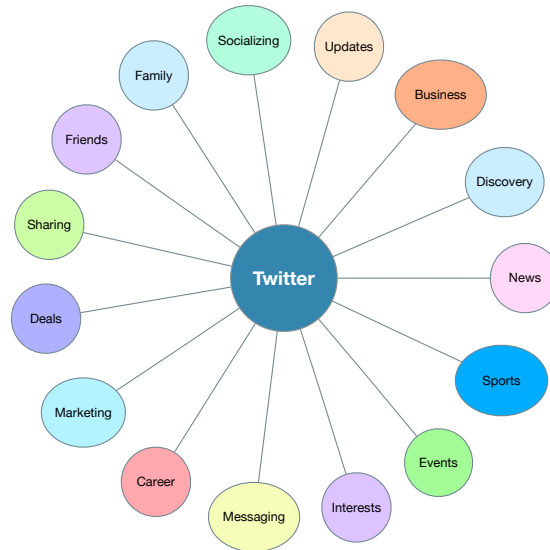 Socializing
Updates
Family
Business
Friends
Discovery
Sharing
Twitter
News
Deals
Sports
Marketing
Events
Career
Interests
Messaging